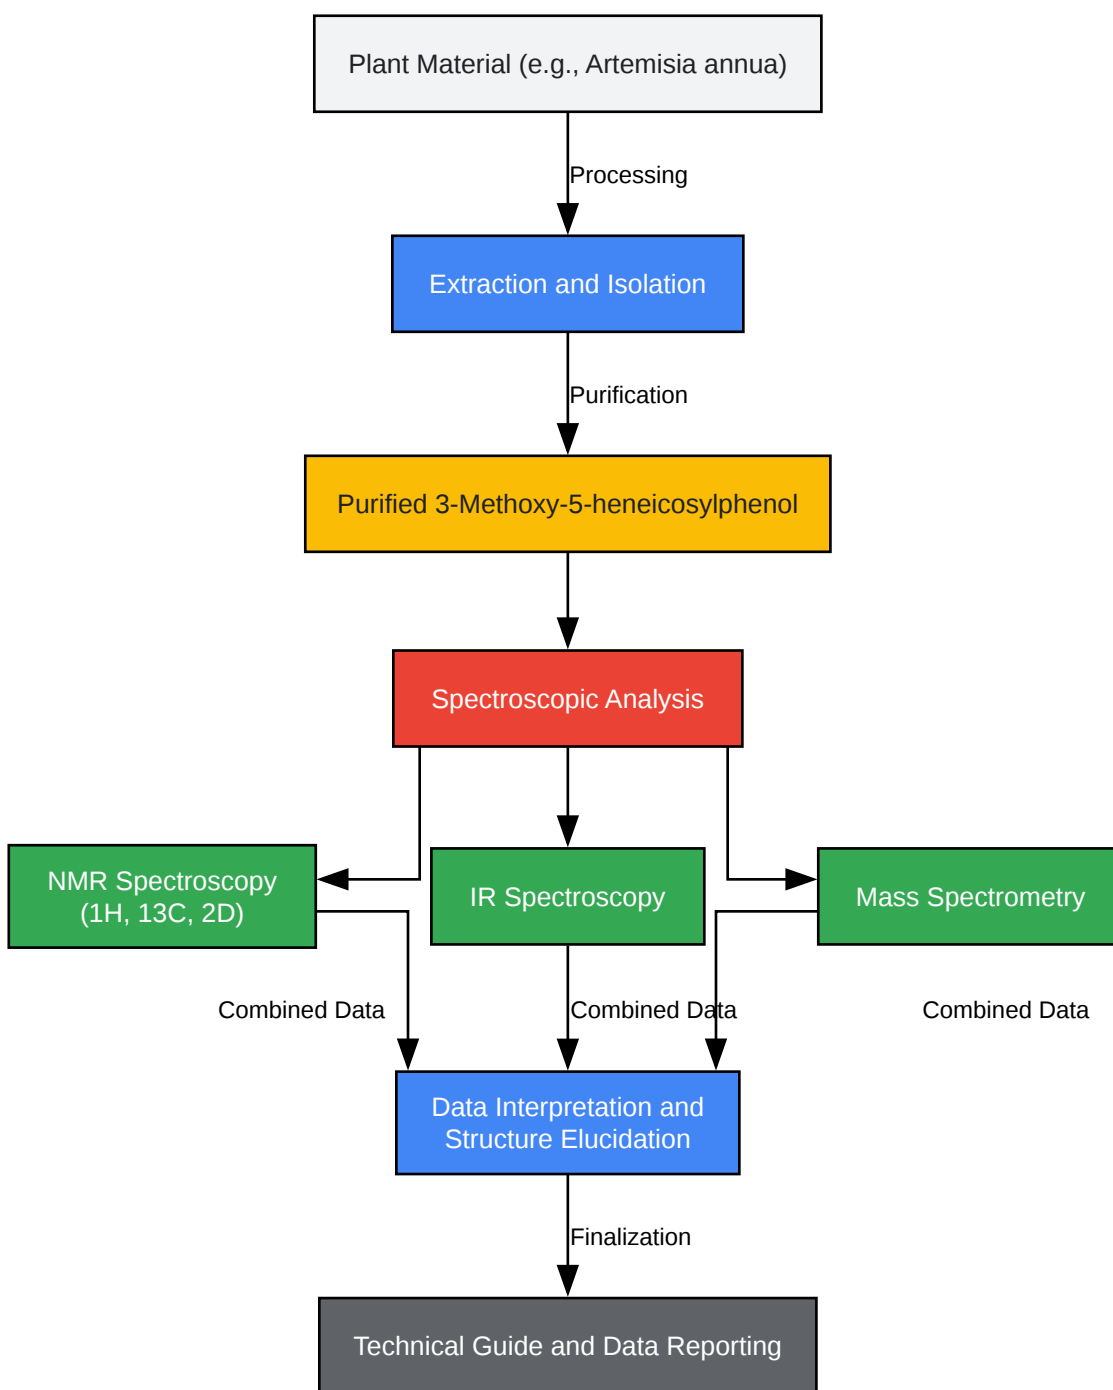 Plant Material (e.g., Artemisia annua)
Processing
Extraction and Isolation
Purification
Purified 3-Methoxy-5-heneicosylphenol
Spectroscopic Analysis
NMR Spectroscopy
(1H, 13C, 2D)
IR Spectroscopy
Mass Spectrometry
Combined Data
Combined Data
Combined Data
Data Interpretation and
Structure Elucidation
Finalization
Technical Guide and Data Reporting